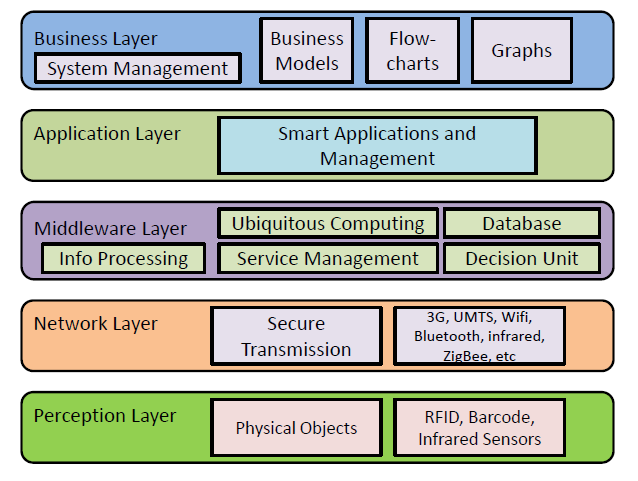 Business Layer
System Management
Business
Models
Flow-
charts
Graphs
Application Layer
Smart Applications and
Management
Middleware Layer
Ubiquitous Computing
Database
Info Processing
Service Management
Decision Unit
Network Layer
Secure
Transmission
3G, UMTS, Wifi,
Bluetooth, infrared,
ZigBee, etc
Perception Layer
Physical Objects
RFID, Barcode,
Infrared Sensors